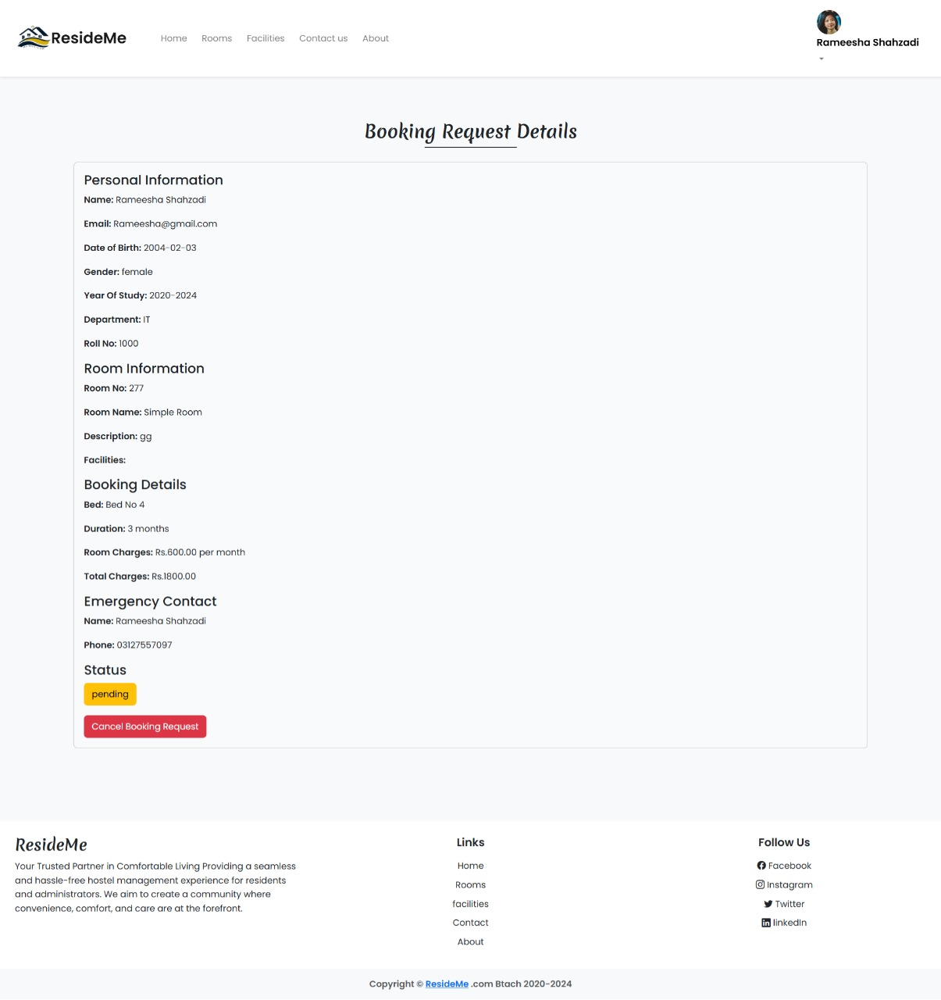 ResideMe
Home Rooms Facilities Contact us About
Rameesha Shahzadi
Booking Request Details
Personal Information
Name: Rameesha Shahzadi
Email: Rameesha@gmail.com
Date of Birth: 2004-02-03
Gender: female
Year Of Study: 2020-2024
Department: IT
Roll No: 1000
Room Information
Room No: 277
Room Name: Simple Room
Description: gg
Facilities:
Booking Details
Bed: Bed No 4
Duration: 3 months
Room Charges: Rs.600.00 per month
Total Charges: Rs.1800.00
Emergency Contact
Name: Rameesha Shahzadi
Phone: 03127557097
Status
pending
Cancel Booking Request
ResideMe
Your Trusted Partner in Comfortable Living Providing a seamless
and hassle-free hostel management experience for residents
and administrators. We aim to create a community where
convenience, comfort, and care are at the forefront.
Links
Home
Rooms
facilities
Contact
About
Follow Us
Facebook
Instagram
Twitter
linkedIn
Copyright © ResideMe .com Btach 2020-2024